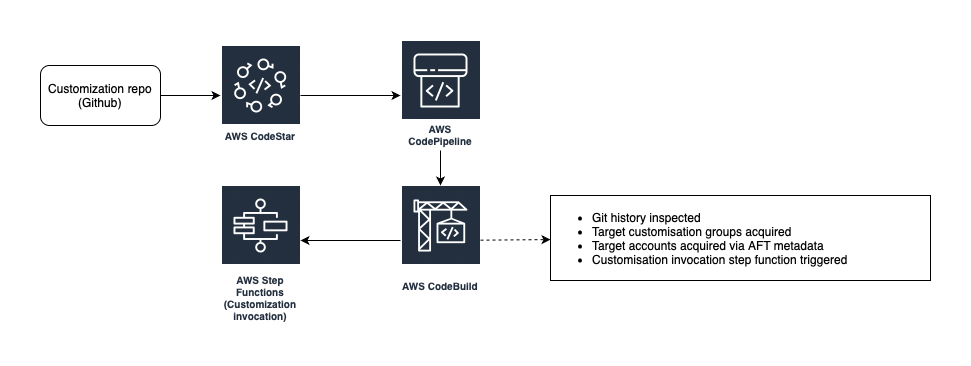 Customization repo
(Github)
AWS CodeStar
AWS
CodePipeline
AWS Step
Functions
(Customization
invocation)
AWS CodeBuild
• Git history inspected
• Target customisation groups acquired
• Target accounts acquired via AFT metadata
• Customisation invocation step function triggered